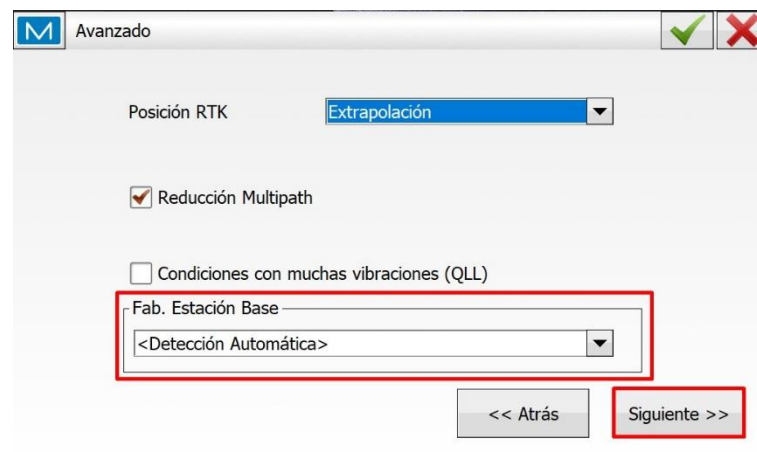 M Avanzado
Posición RTK Extrapolación
Reducción Multipath
Condiciones con muchas vibraciones (QLL)
Fab. Estación Base
<Detección Automática>
<< Atrás Siguiente >>